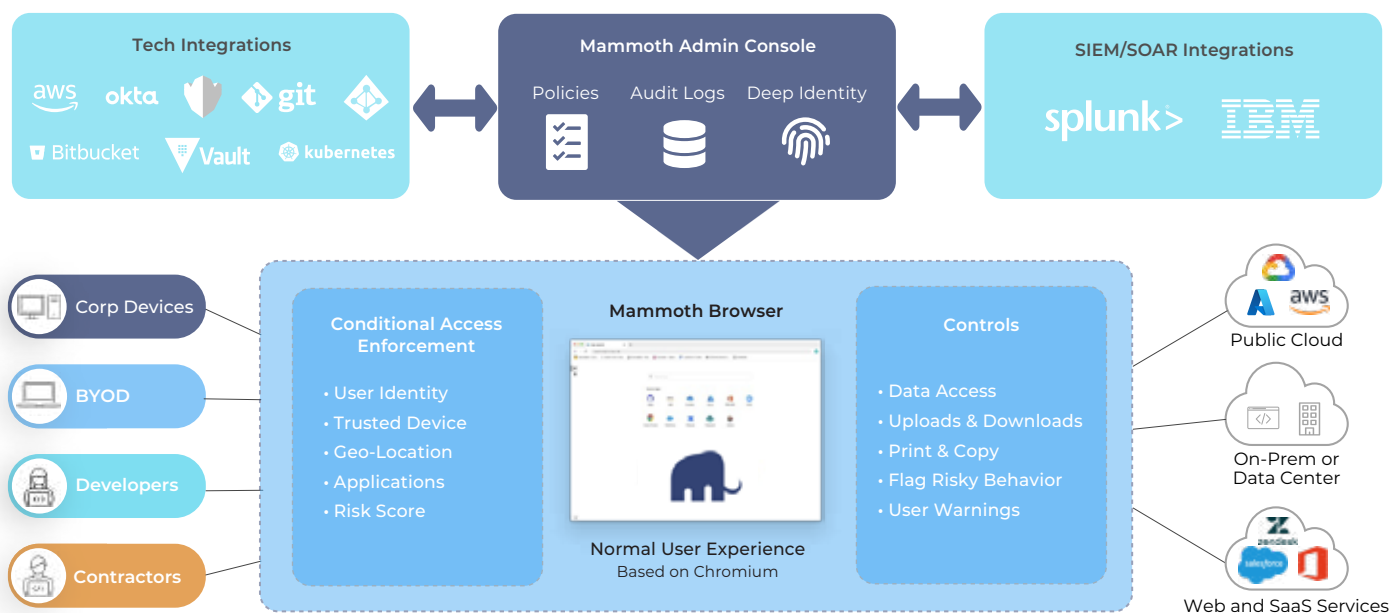 Tech Integrations
aws
okta
git
Bitbucket
Vault
kubernetes
Mammoth Admin Console
Policies
Audit Logs
Deep Identity
SIEM/SOAR Integrations
splunk>
IBM
Corp Devices
BYOD
Developers
Contractors
Conditional Access
Enforcement
• User Identity
• Trusted Device
• Geo-Location
• Applications
• Risk Score
Mammoth Browser
Normal User Experience
Based on Chromium
Controls
• Data Access
• Uploads & Downloads
• Print & Copy
• Flag Risky Behavior
• User Warnings
aws
Public Cloud
</>
On-Prem or
Data Center
zendesk
salesforce
Web and SaaS Services